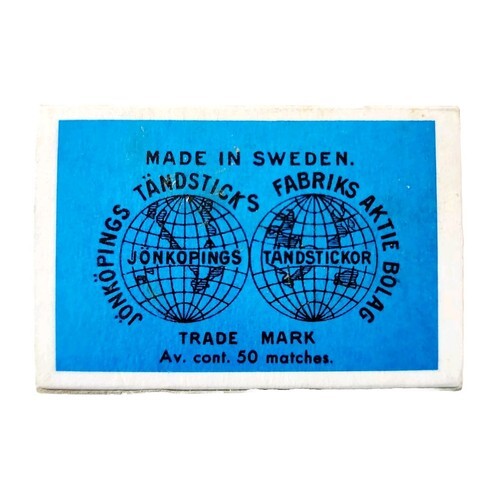 MADE IN SWEDEN.
JÖNKÖPINGS TÄNDSTICKS FABRIKS AKTIE BOLAG
JÖNKÖPINGS TÄNDSTICKOR
TRADE MARK
Av. cont. 50 matches.